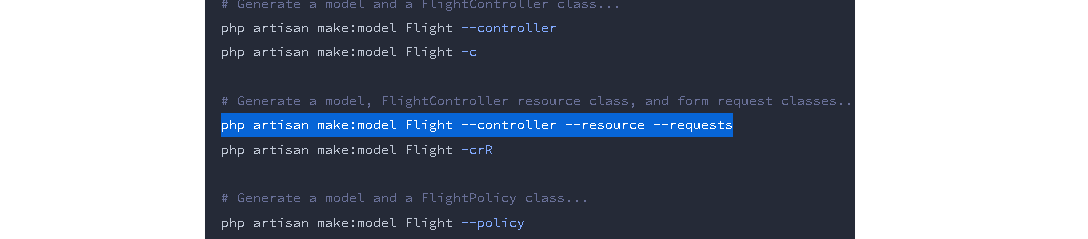 # Generate a model and a FlightController class...
php artisan make:model Flight --controller
php artisan make:model Flight -c
# Generate a model, FlightController resource class, and form request classes..
php artisan make:model Flight --controller --resource --requests
php artisan make:model Flight -crR
# Generate a model and a FlightPolicy class...
php artisan make:model Flight --policy